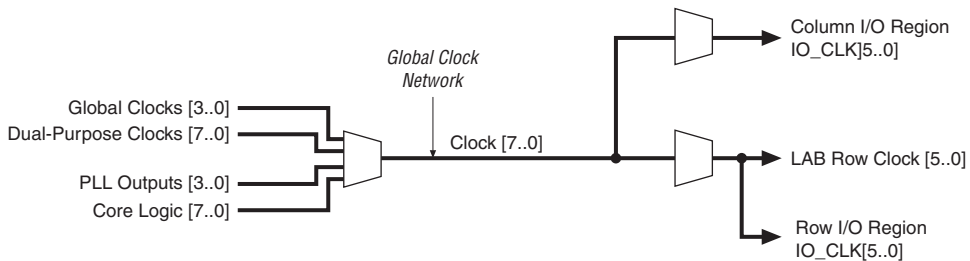 Column I/O Region
IO_CLK]5..0]
Global Clock
Network
Global Clocks [3..0]
Dual-Purpose Clocks [7..0]
Clock [7..0]
PLL Outputs [3..0]
LAB Row Clock [5..0]
Core Logic [7..0]
Row I/O Region
IO_CLK[5..0]